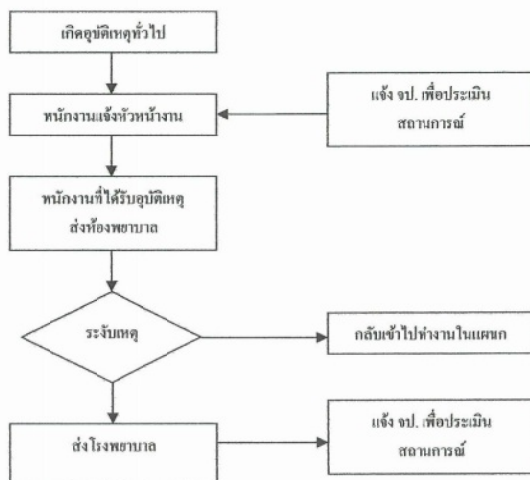 เกิดอุบัติเหตุทั่วไป
พนักงานแจ้งหัวหน้างาน
แจ้ง จป. เพื่อประเมิน
สถานการณ์
พนักงานที่ได้รับอุบัติเหตุ
ส่งห้องพยาบาล
ระงับเหตุ
กลับเข้าไปทำงานในแผนก
ส่งโรงพยาบาล
แจ้ง จป. เพื่อประเมิน
สถานการณ์